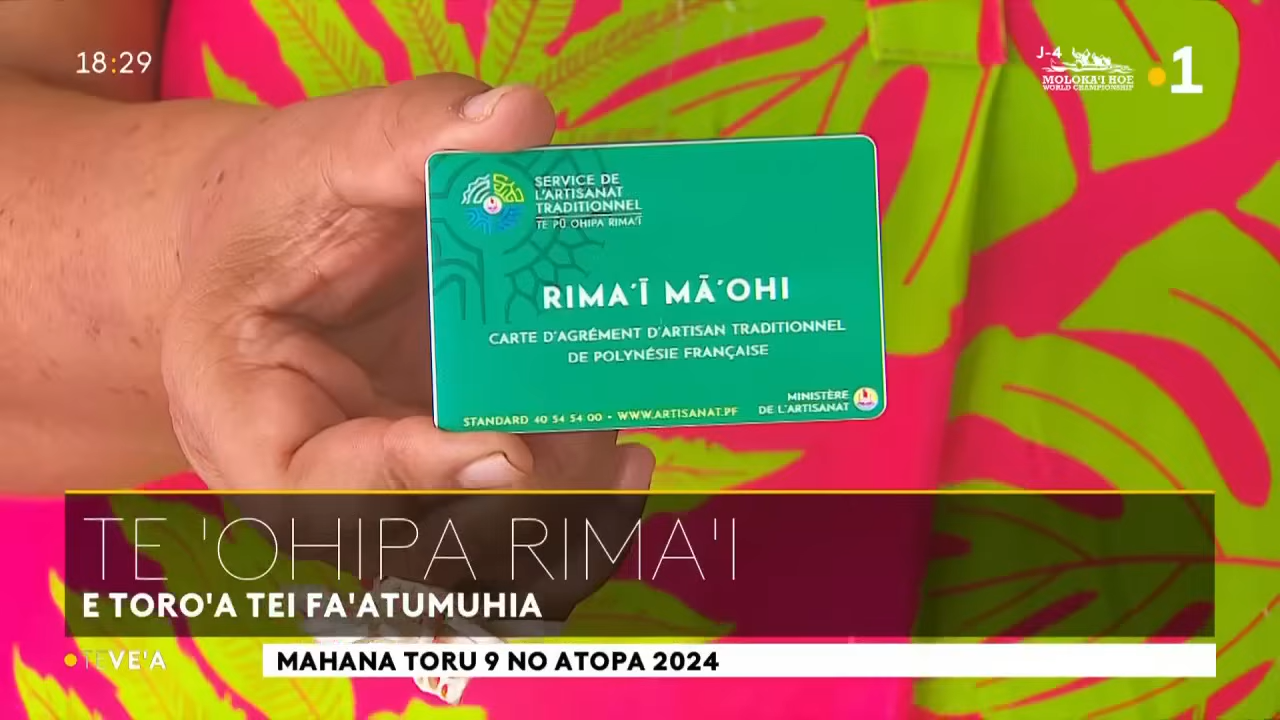 18:29
J-4
MOLOKA'I HOE
WORLD CHAMPIONSHIP
1
SERVICE DE
L'ARTISANAT
TRADITIONNEL
TE PŪ OHIPA RIMA'Ī
RIMA'Ī MĀ'OHI
CARTE D'AGRÉMENT D'ARTISAN TRADITIONNEL
DE POLYNÉSIE FRANÇAISE
MINISTÈRE
DE L'ARTISANAT
STANDARD 40 54 54 00 - WWW.ARTISANAT.PF
TE 'OHIPA RIMA'I
E TORO'A TEI FA'ATUMUHIA
TE VE'A
MAHANA TORU 9 NO ATOPA 2024